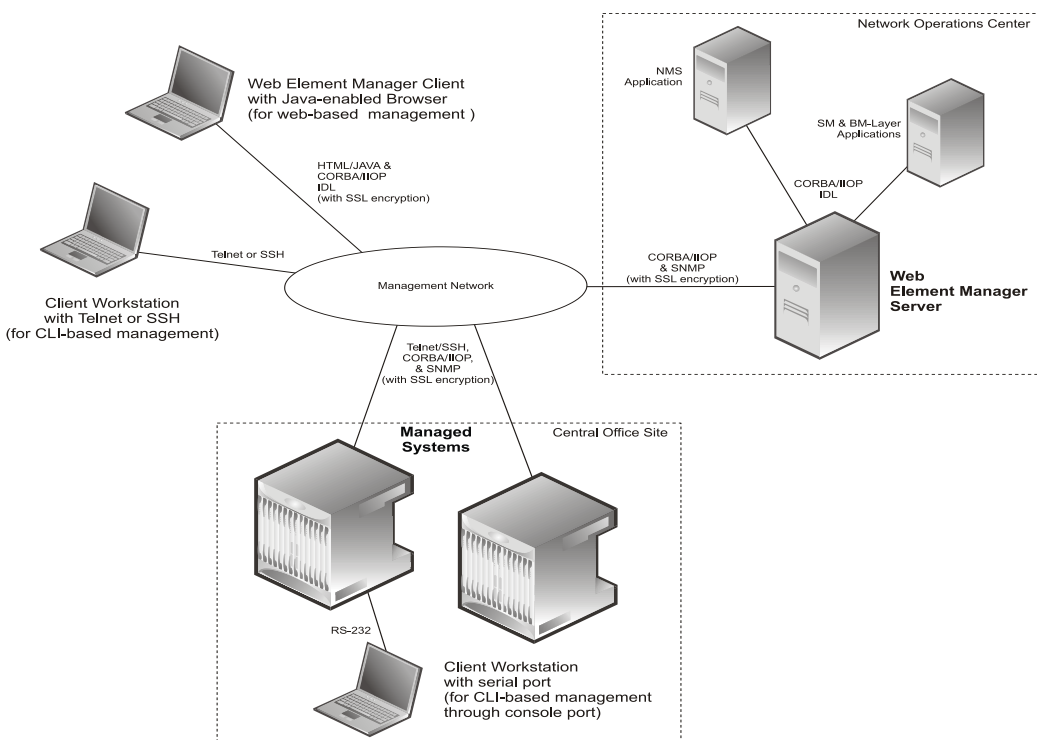 Network Operations Center
NMS
Application
SM & BM-Layer
Applications
CORBA/IIOP
IDL
Web Element Manager Client
with Java-enabled Browser
(for web-based management )
HTML/JAVA &
CORBA/IIOP
IDL
(with SSL encryption)
Telnet or SSH
Client Workstation
with Telnet or SSH
(for CLI-based management)
Management Network
CORBA/IIOP
& SNMP
(with SSL encryption)
Web
Element Manager
Server
Telnet/SSH,
CORBA/IIOP,
& SNMP
(with SSL encryption)
Managed
Systems
Central Office Site
RS-232
Client Workstation
with serial port
(for CLI-based management
through console port)